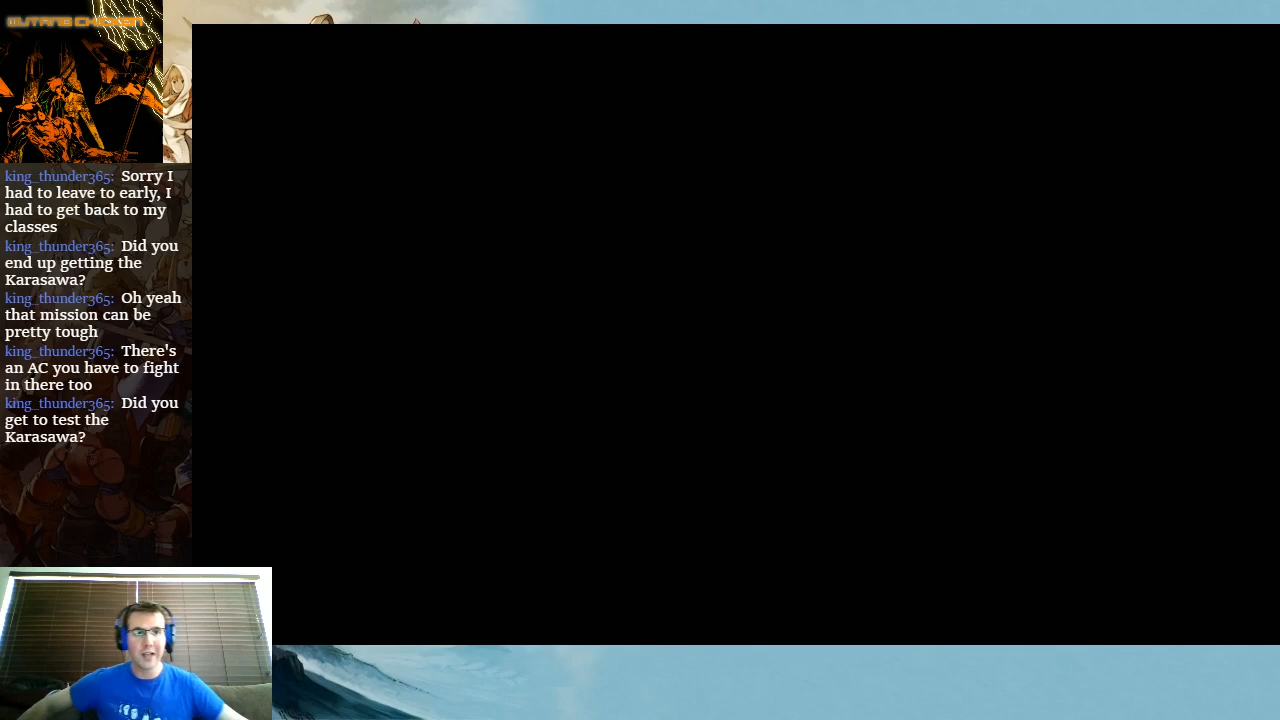 WUTANG CHICKEN
king_thunder365: Sorry I
had to leave to early, I
had to get back to my
classes
king_thunder365: Did you
end up getting the
Karasawa?
king_thunder365: Oh yeah
that mission can be
pretty tough
king_thunder365: There's
an AC you have to fight
in there too
king_thunder365: Did you
get to test the
Karasawa?